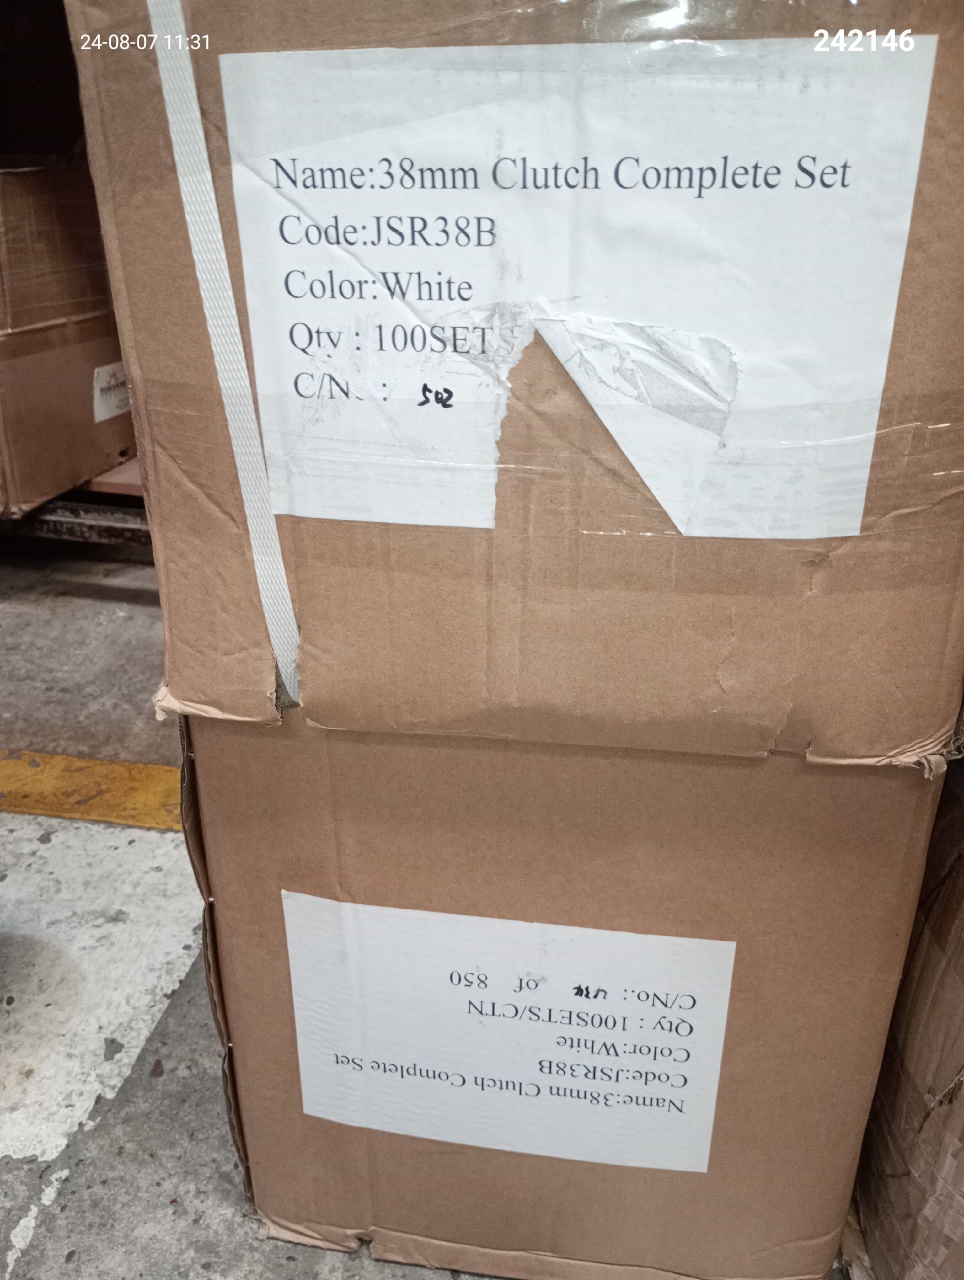 24-08-07 11:31
242146
Name:38mm Clutch Complete Set
Code:JSR38B
Color:White
Qty : 100SET
C/N. : 502
Name:38mm Clutch Complete Set
Code:JSR38B
Color:White
Qty : 100SETS/CTN
C/No.: of 850